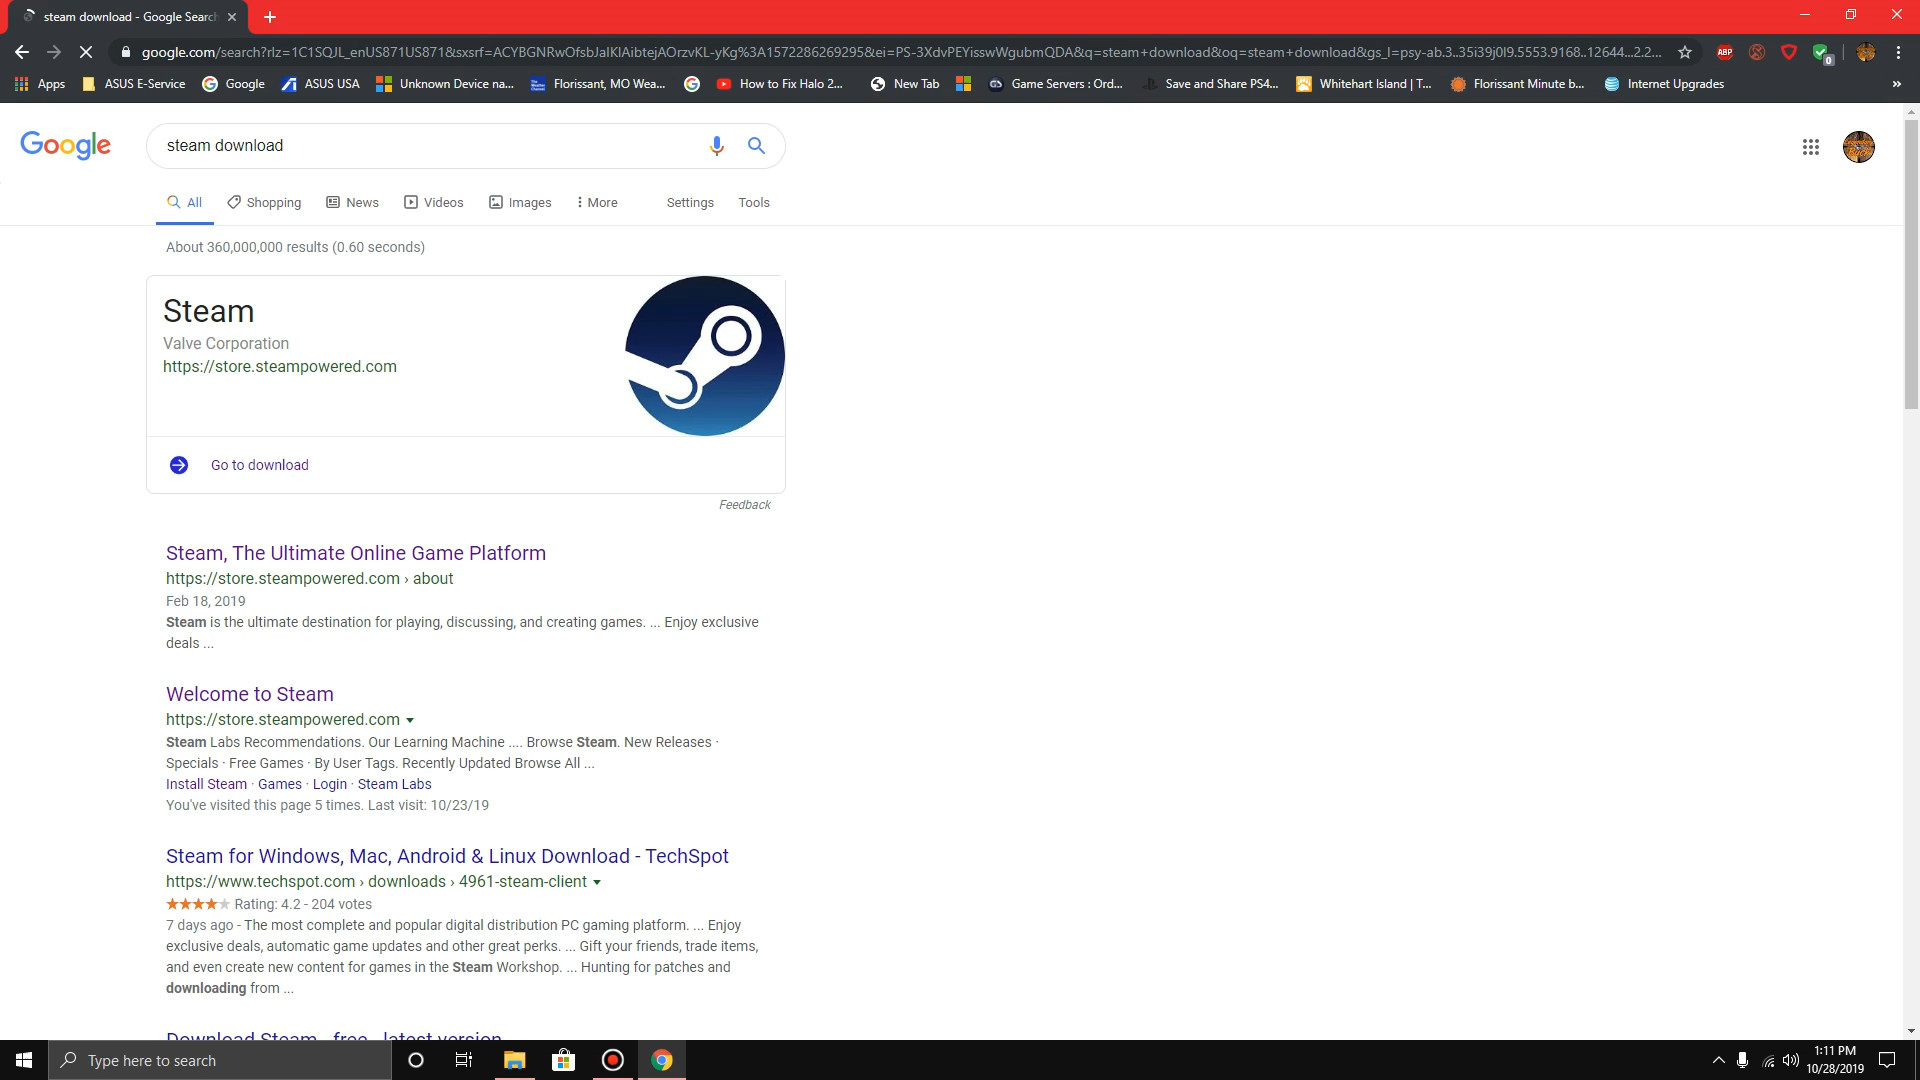 steam download - Google Search
google.com/search?rlz=1C1SQJL_enUS871US871&sxsrf=ACYBGNRwOfsbJalKlAibtejAOrzvKL-yKg%3A1572286269295&ei=PS-3XdvPEYisswWgubmQDA&q=steam+download&oq=steam+download&gs_l=psy-ab.3..35i39j0l9.5553.9168..12644...2.2...
ABP
0
Apps
ASUS E-Service
Google
ASUS USA
Unknown Device na...
Florissant, MO Wea...
How to Fix Halo 2...
New Tab
Game Servers : Ord...
Save and Share PS4...
Whitehart Island | T...
Florissant Minute b...
Internet Upgrades
»
Google
steam download
All
Shopping
News
Videos
Images
More
Settings
Tools
About 360,000,000 results (0.60 seconds)
Steam
Valve Corporation
https://store.steampowered.com
Go to download
Feedback
Steam, The Ultimate Online Game Platform
https://store.steampowered.com › about
Feb 18, 2019
Steam is the ultimate destination for playing, discussing, and creating games. ... Enjoy exclusive
deals ...
Welcome to Steam
https://store.steampowered.com
Steam Labs Recommendations. Our Learning Machine .... Browse Steam. New Releases ·
Specials · Free Games · By User Tags. Recently Updated Browse All ...
Install Steam · Games · Login · Steam Labs
You've visited this page 5 times. Last visit: 10/23/19
Steam for Windows, Mac, Android & Linux Download - TechSpot
https://www.techspot.com › downloads › 4961-steam-client
Rating: 4.2 - 204 votes
7 days ago - The most complete and popular digital distribution PC gaming platform. ... Enjoy
exclusive deals, automatic game updates and other great perks. ... Gift your friends, trade items,
and even create new content for games in the Steam Workshop. ... Hunting for patches and
downloading from ...
Download Steam - free - latest version
Type here to search
1:11 PM
10/28/2019